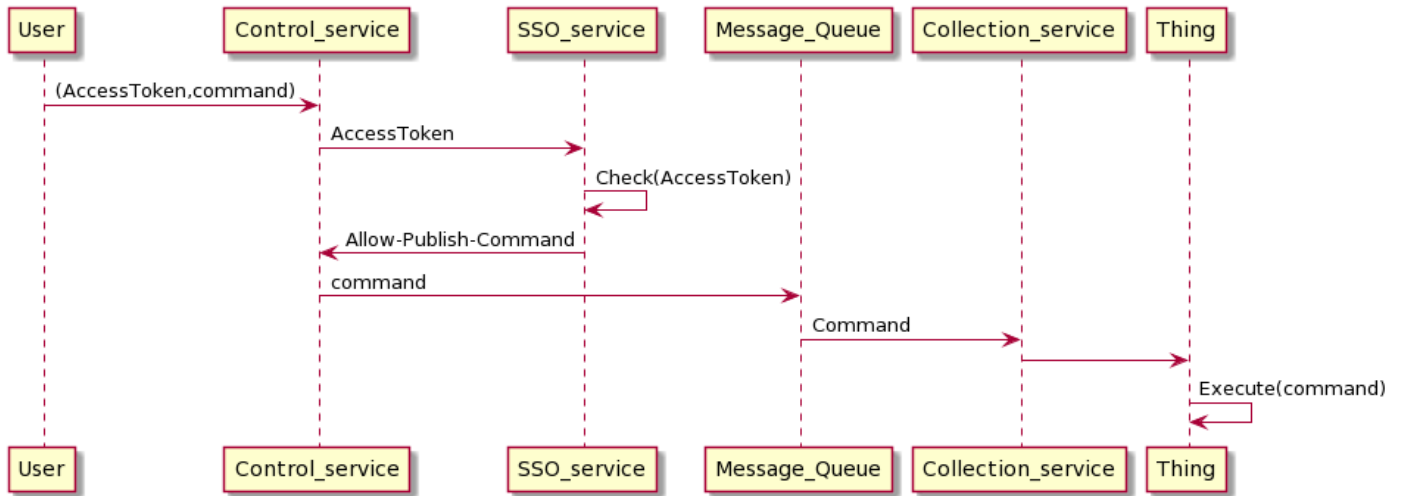 User Control_service SSO_service Message_Queue Collection_service Thing
(AccessToken,command)
AccessToken
Check(AccessToken)
Allow-Publish-Command
command
Command
Execute(command)
User Control_service SSO_service Message_Queue Collection_service Thing